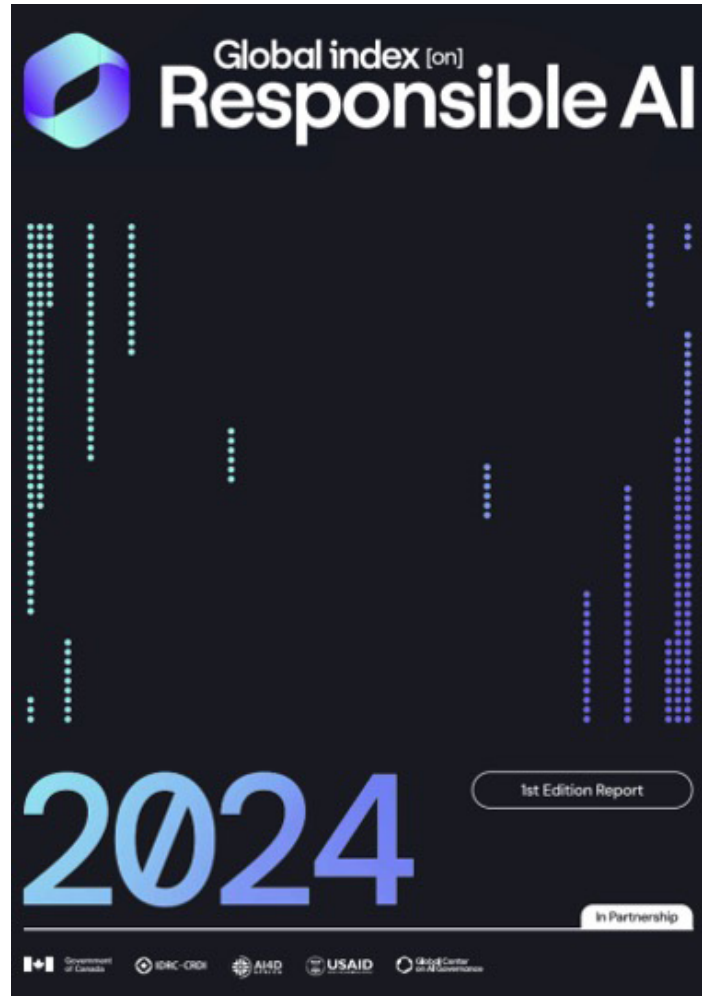 Global index [on]
Responsible AI
2024
1st Edition Report
In Partnership
Government
of Canada
IDRC-CRDI
AI4D
USAID
Global Center
on AI Governance